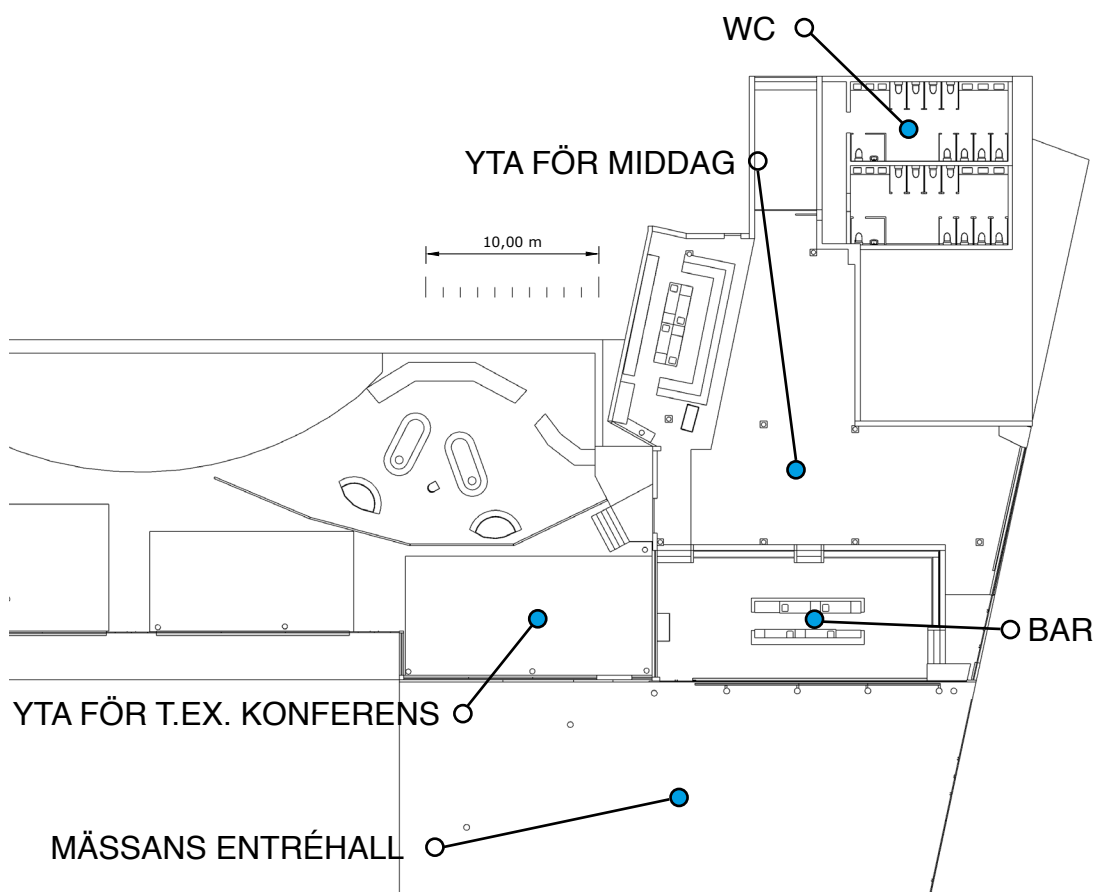 WC
YTA FÖR MIDDAG
10,00 m
BAR
YTA FÖR T.EX. KONFERENS
MÄSSANS ENTRÉHALL